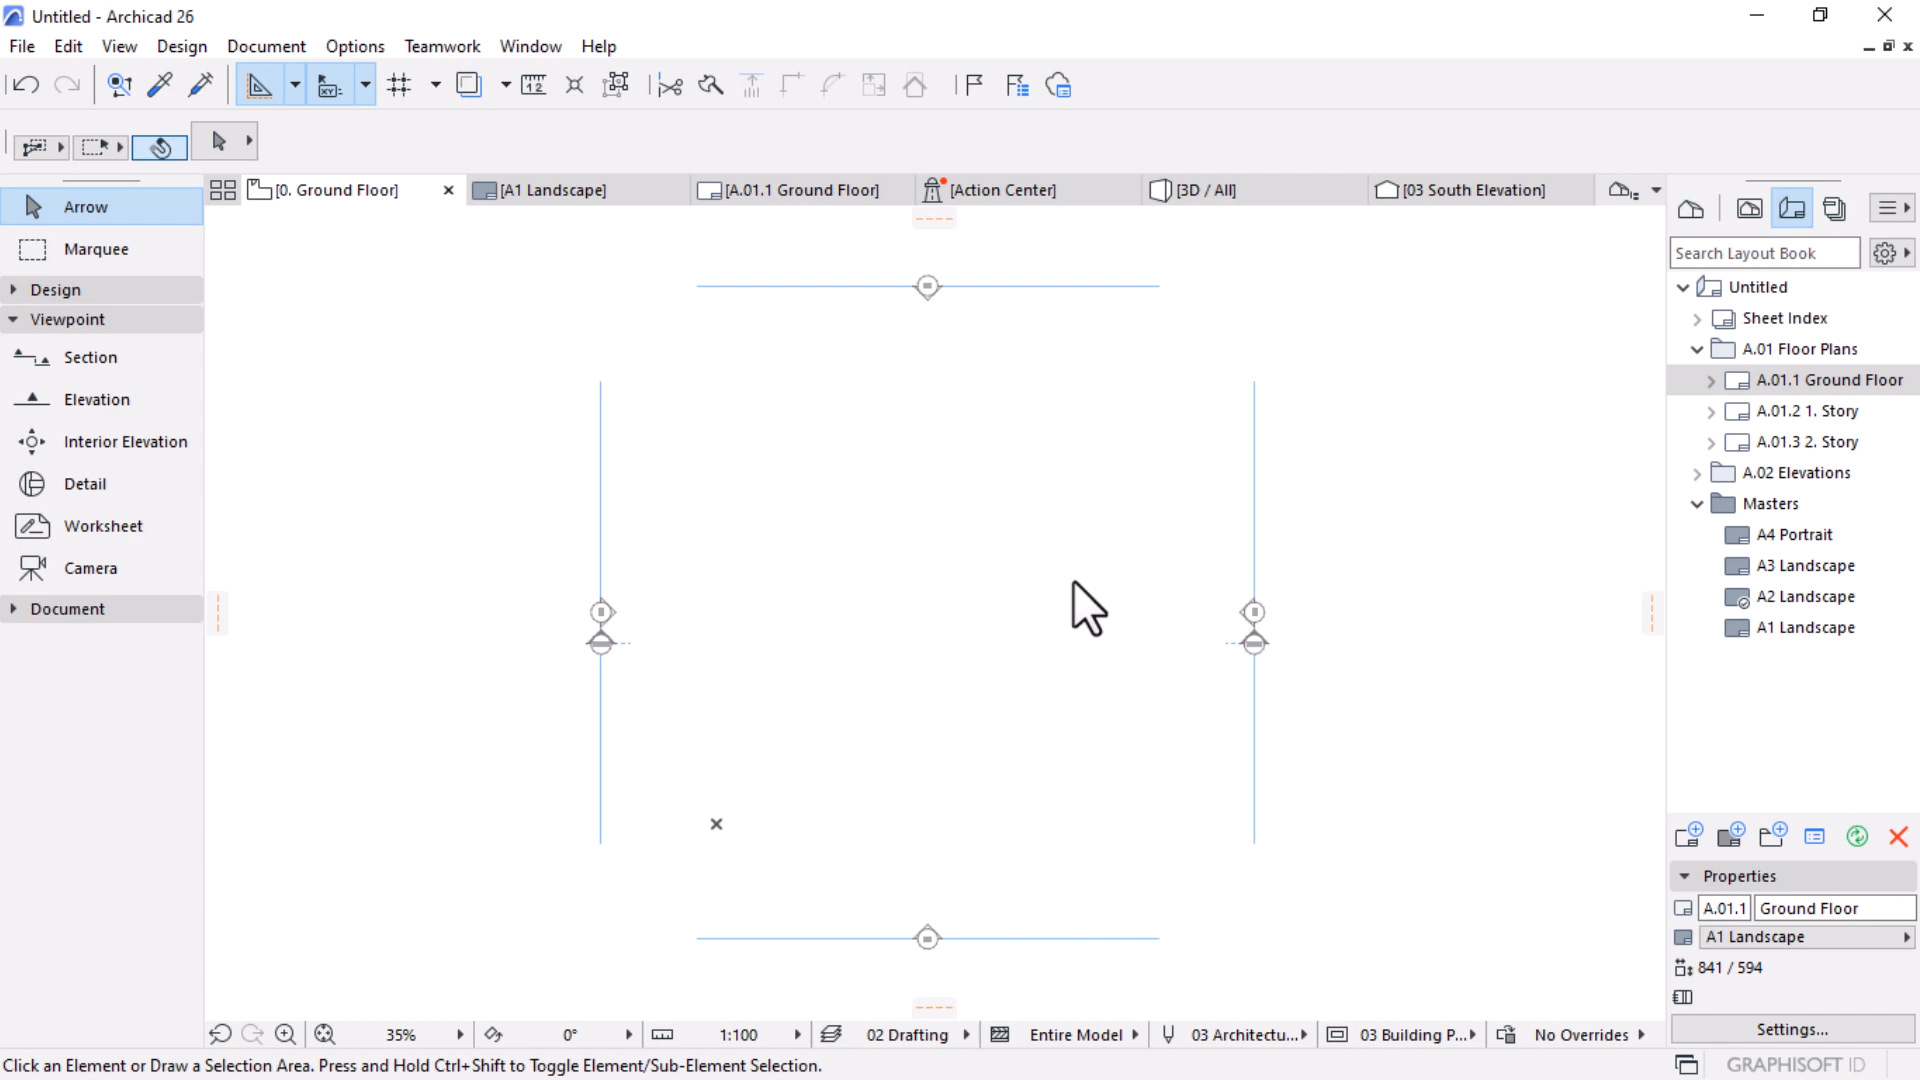 Untitled - Archicad 26
File Edit View Design Document Options Teamwork Window Help
[0. Ground Floor] [A1 Landscape] [A.01.1 Ground Floor] [Action Center] [3D / All] [03 South Elevation]
Arrow
Marquee
Design
Viewpoint
Section
Elevation
Interior Elevation
Detail
Worksheet
Camera
Document
Search Layout Book
Untitled
Sheet Index
A.01 Floor Plans
A.01.1 Ground Floor
A.01.2 1. Story
A.01.3 2. Story
A.02 Elevations
Masters
A4 Portrait
A3 Landscape
A2 Landscape
A1 Landscape
Properties
A.01.1 Ground Floor
A1 Landscape
841 / 594
Settings...
35% 0° 1:100 02 Drafting Entire Model 03 Architectu... 03 Building P... No Overrides
Click an Element or Draw a Selection Area. Press and Hold Ctrl+Shift to Toggle Element/Sub-Element Selection.
GRAPHISOFT ID